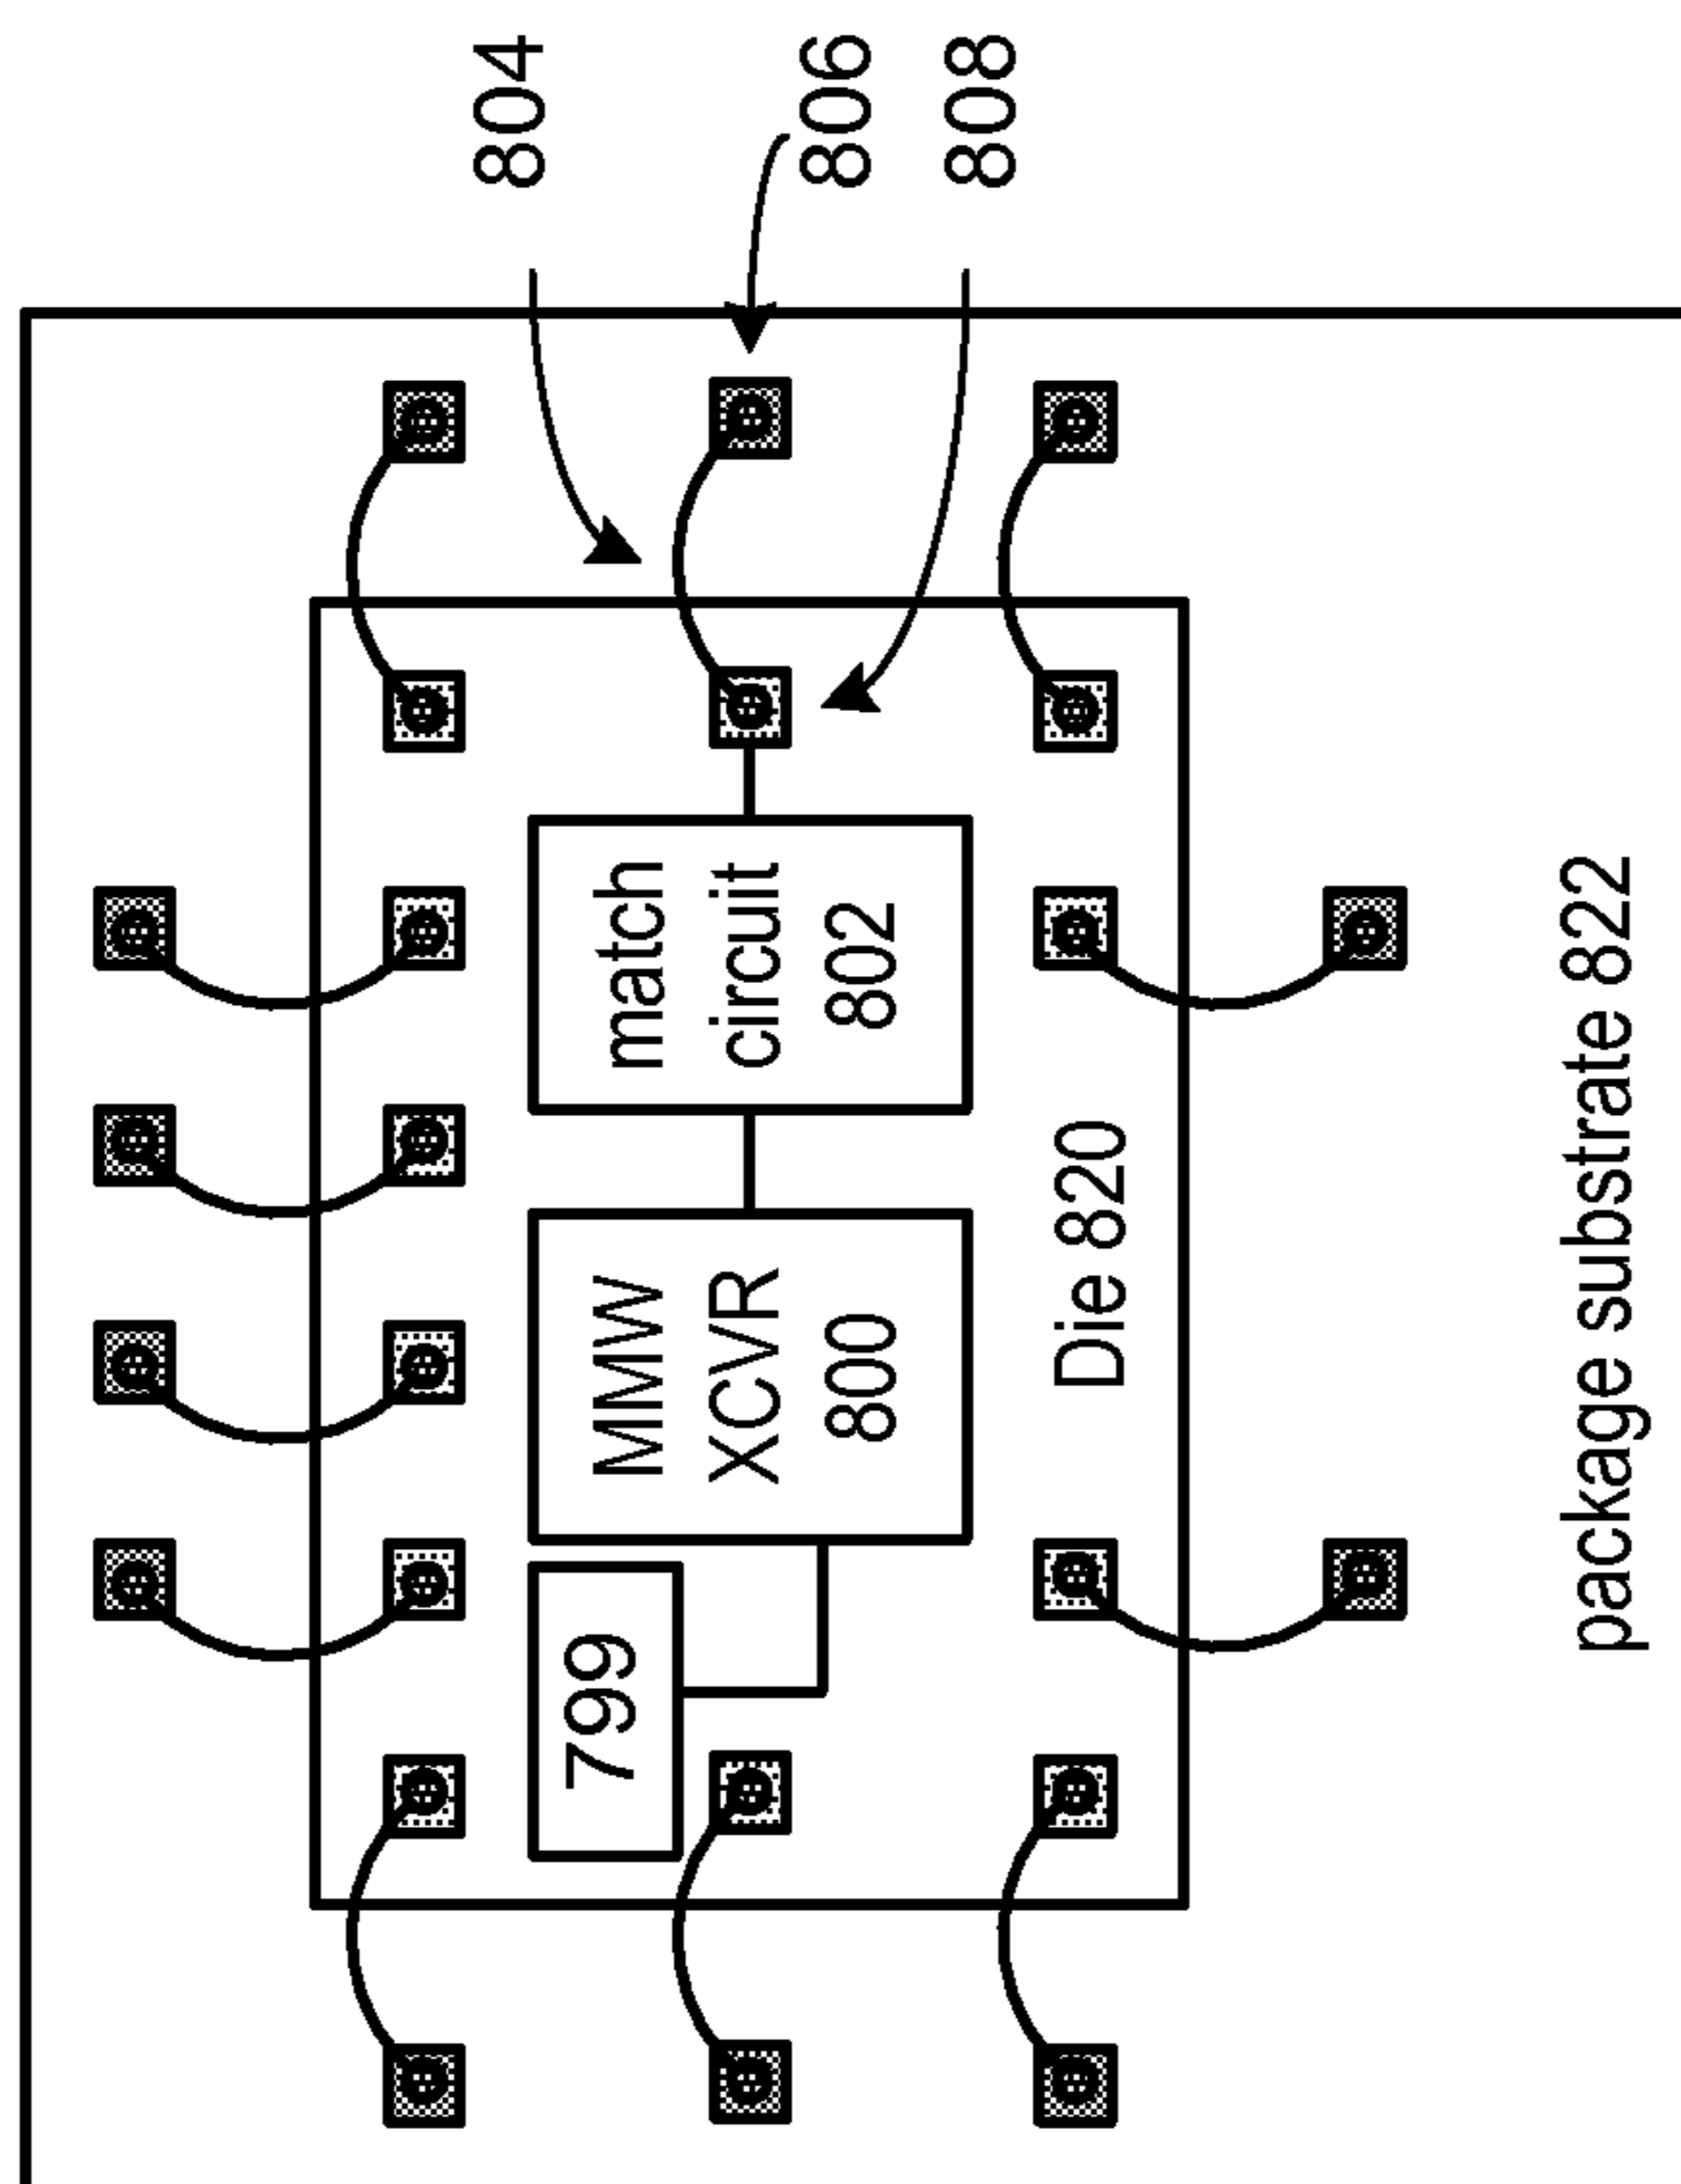 804
806
808
match
circuit
802
MMW
XCVR
800
799
Die 820
package substrate 822